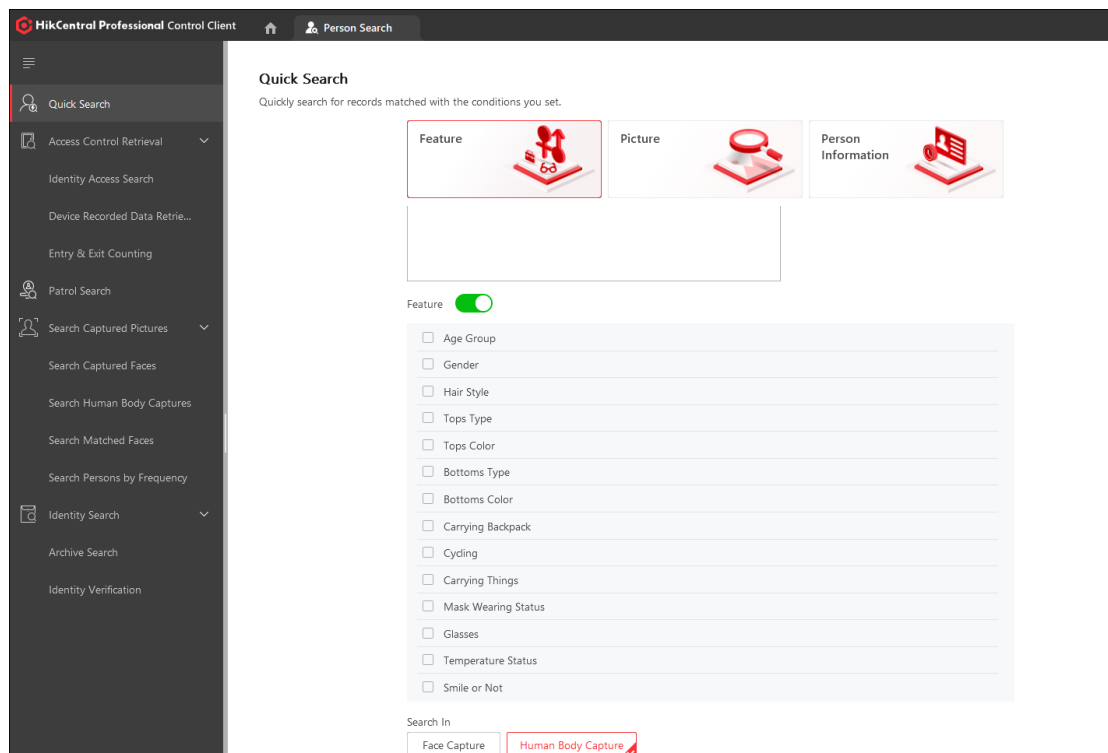 HikCentral Professional Control Client
Person Search
Quick Search
Access Control Retrieval
Identity Access Search
Device Recorded Data Retrie...
Entry & Exit Counting
Patrol Search
Search Captured Pictures
Search Captured Faces
Search Human Body Captures
Search Matched Faces
Search Persons by Frequency
Identity Search
Archive Search
Identity Verification
Quick Search
Quickly search for records matched with the conditions you set.
Feature
Picture
Person
Information
Feature
Age Group
Gender
Hair Style
Tops Type
Tops Color
Bottoms Type
Bottoms Color
Carrying Backpack
Cycling
Carrying Things
Mask Wearing Status
Glasses
Temperature Status
Smile or Not
Search In
Face Capture
Human Body Capture